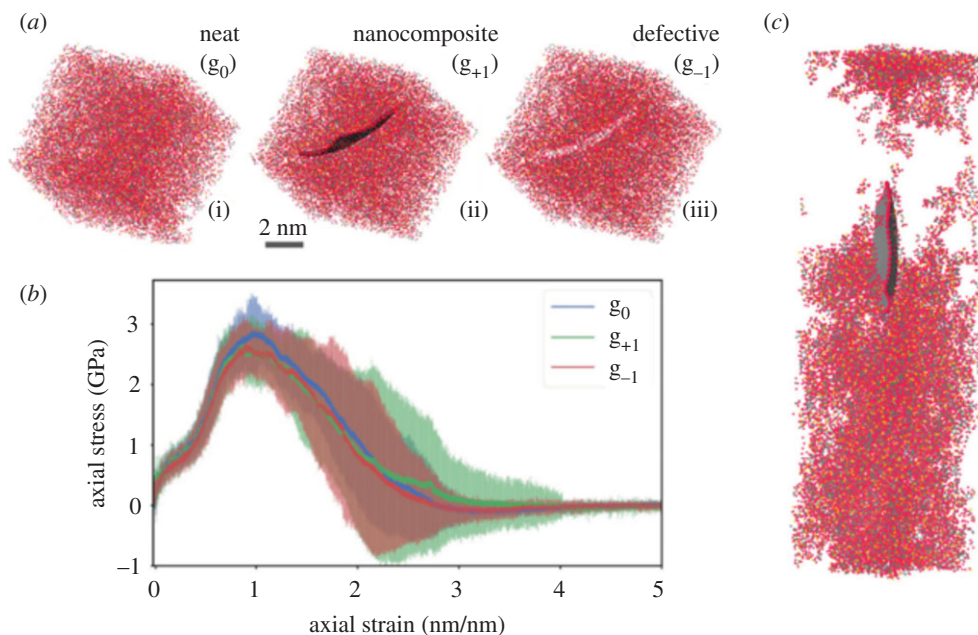 (a)
neat
(g0)
nanocomposite
(g+1)
defective
(g−1)
(c)
(i)
(ii)
(iii)
2 nm
(b)
g0
g+1
g−1
3
2
1
0
−1
axial stress (GPa)
0
1
2
3
4
5
axial strain (nm/nm)